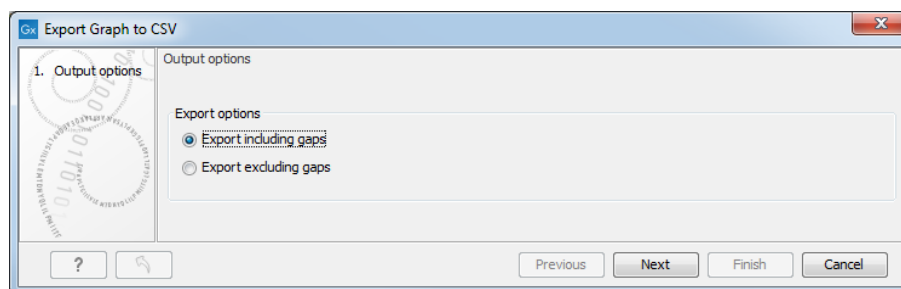 Gx Export Graph to CSV
X
1. Output options
Output options
Export options
Export including gaps
Export excluding gaps
?
Previous
Next
Finish
Cancel